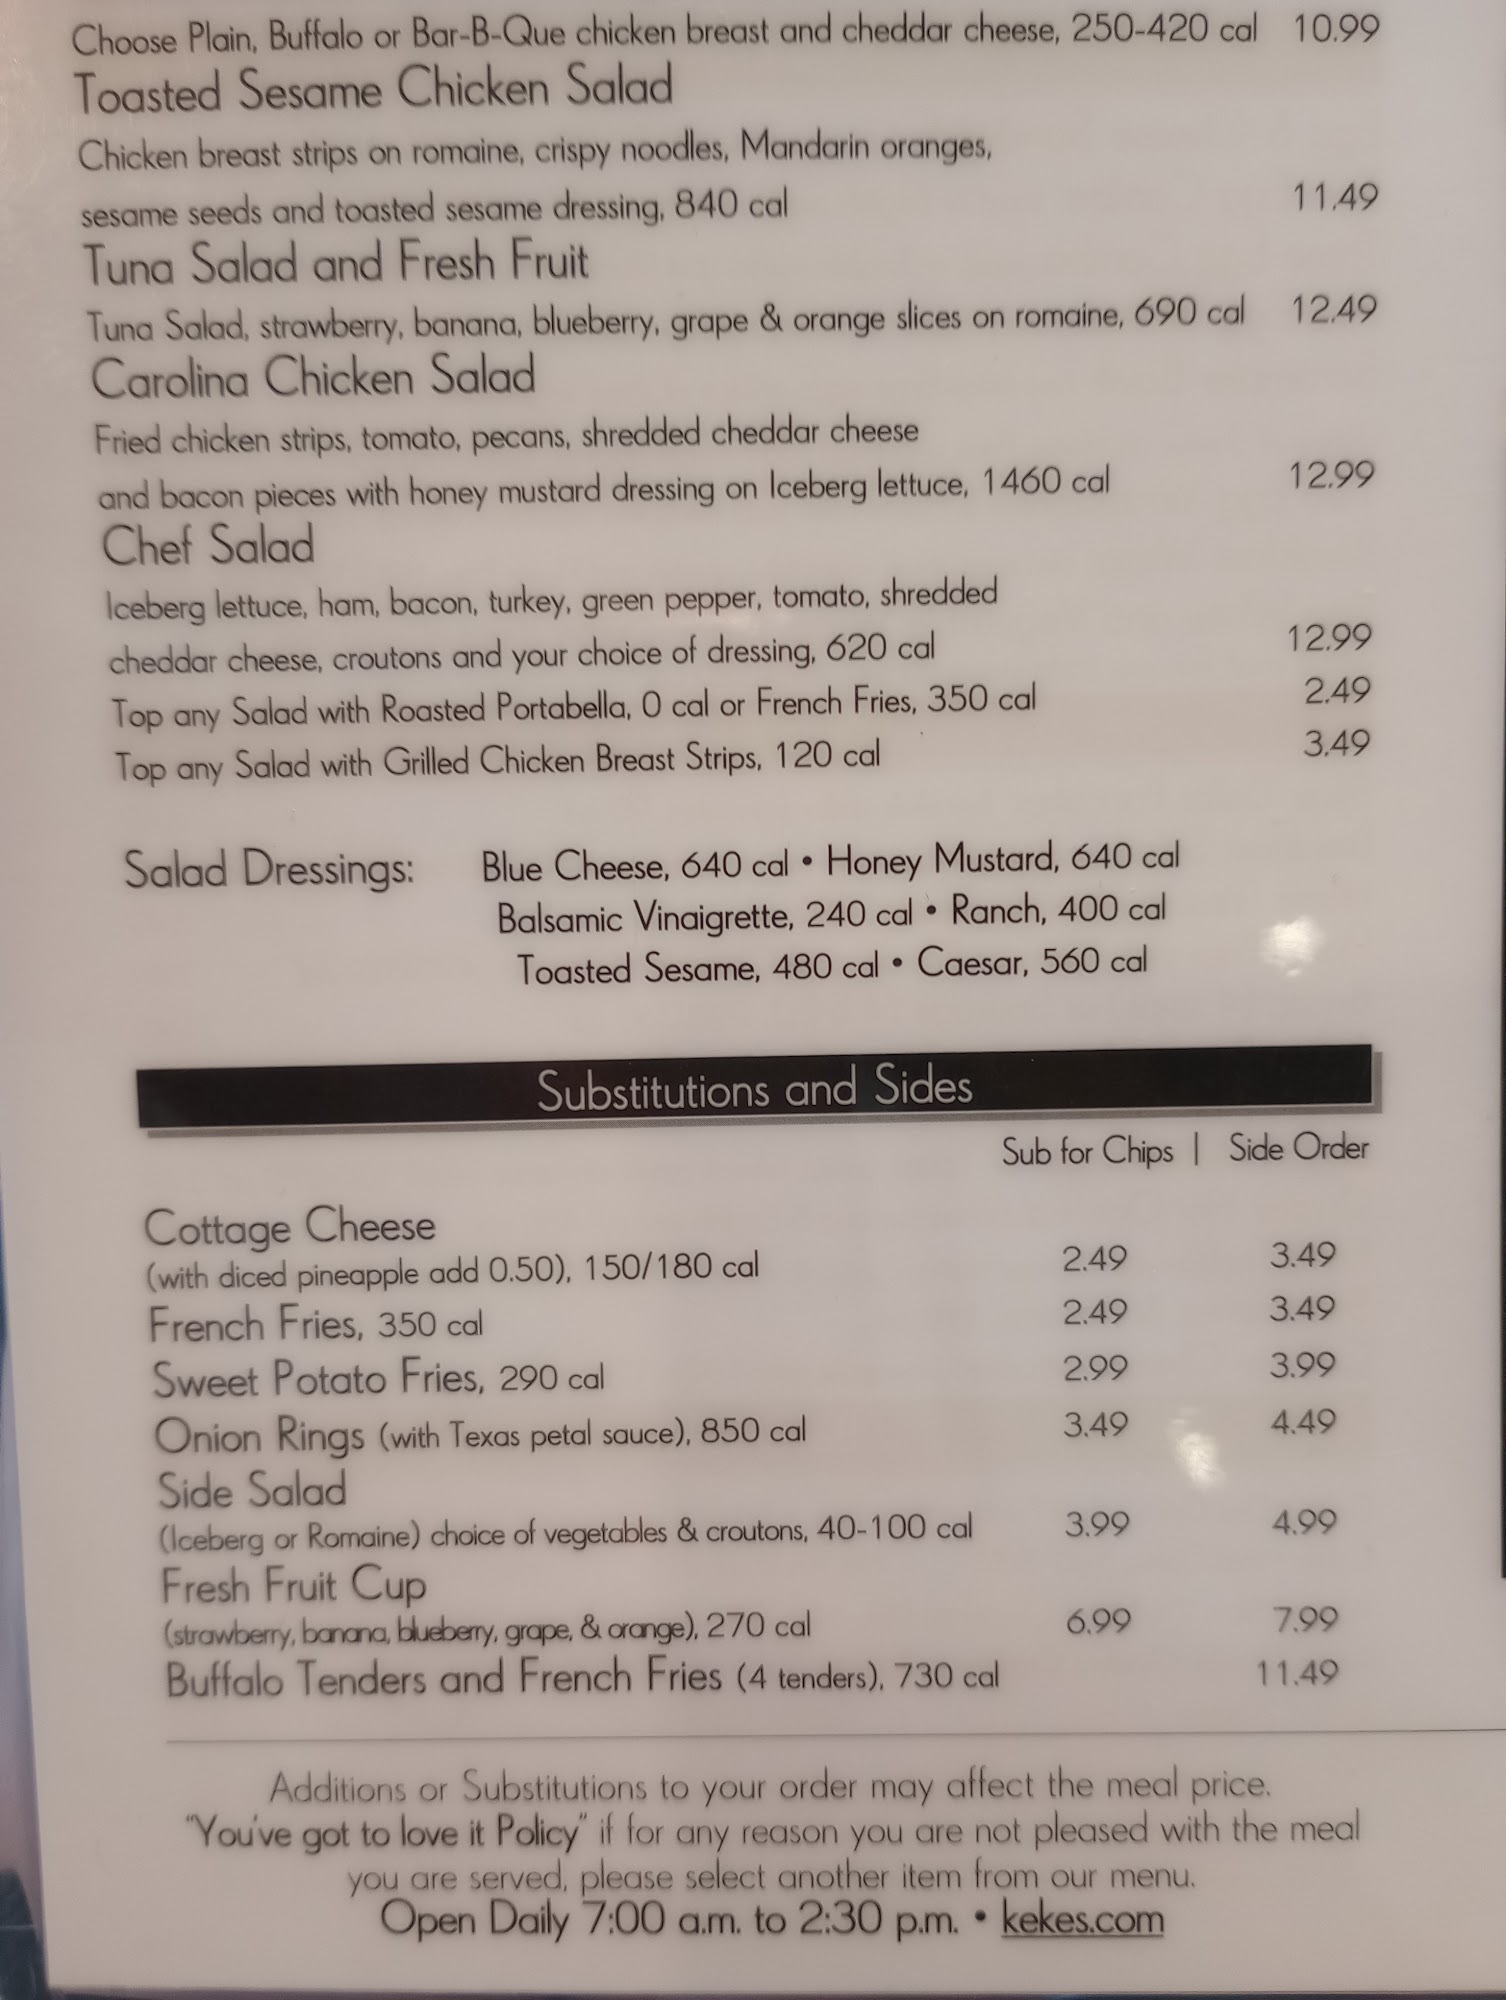 Choose Plain, Buffalo or Bar-B-Que chicken breast and cheddar cheese, 250-420 cal 10.99
Toasted Sesame Chicken Salad
Chicken breast strips on romaine, crispy noodles, Mandarin oranges,
sesame seeds and toasted sesame dressing, 840 cal 11.49
Tuna Salad and Fresh Fruit
Tuna Salad, strawberry, banana, blueberry, grape & orange slices on romaine, 690 cal 12.49
Carolina Chicken Salad
Fried chicken strips, tomato, pecans, shredded cheddar cheese
and bacon pieces with honey mustard dressing on Iceberg lettuce, 1460 cal 12.99
Chef Salad
Iceberg lettuce, ham, bacon, turkey, green pepper, tomato, shredded
cheddar cheese, croutons and your choice of dressing, 620 cal 12.99
Top any Salad with Roasted Portabella, 0 cal or French Fries, 350 cal 2.49
Top any Salad with Grilled Chicken Breast Strips, 120 cal 3.49
Salad Dressings: Blue Cheese, 640 cal • Honey Mustard, 640 cal
Balsamic Vinaigrette, 240 cal • Ranch, 400 cal
Toasted Sesame, 480 cal • Caesar, 560 cal
Substitutions and Sides
Sub for Chips | Side Order
Cottage Cheese
(with diced pineapple add 0.50), 150/180 cal 2.49 3.49
French Fries, 350 cal 2.49 3.49
Sweet Potato Fries, 290 cal 2.99 3.99
Onion Rings (with Texas petal sauce), 850 cal 3.49 4.49
Side Salad
(Iceberg or Romaine) choice of vegetables & croutons, 40-100 cal 3.99 4.99
Fresh Fruit Cup
(strawberry, banana, blueberry, grape, & orange), 270 cal 6.99 7.99
Buffalo Tenders and French Fries (4 tenders), 730 cal 11.49
Additions or Substitutions to your order may affect the meal price.
"You've got to love it Policy" if for any reason you are not pleased with the meal
you are served, please select another item from our menu.
Open Daily 7:00 a.m. to 2:30 p.m. • kekes.com